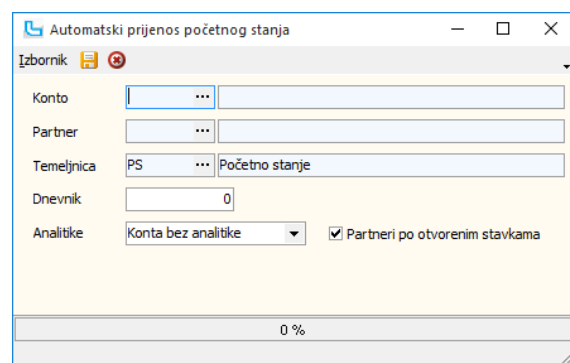 Automatski prijenos početnog stanja
Izbornik
Konto ...
Partner ...
Temeljnica PS ... Početno stanje
Dnevnik 0
Analitike Konta bez analitike Partneri po otvorenim stavkama
0 %